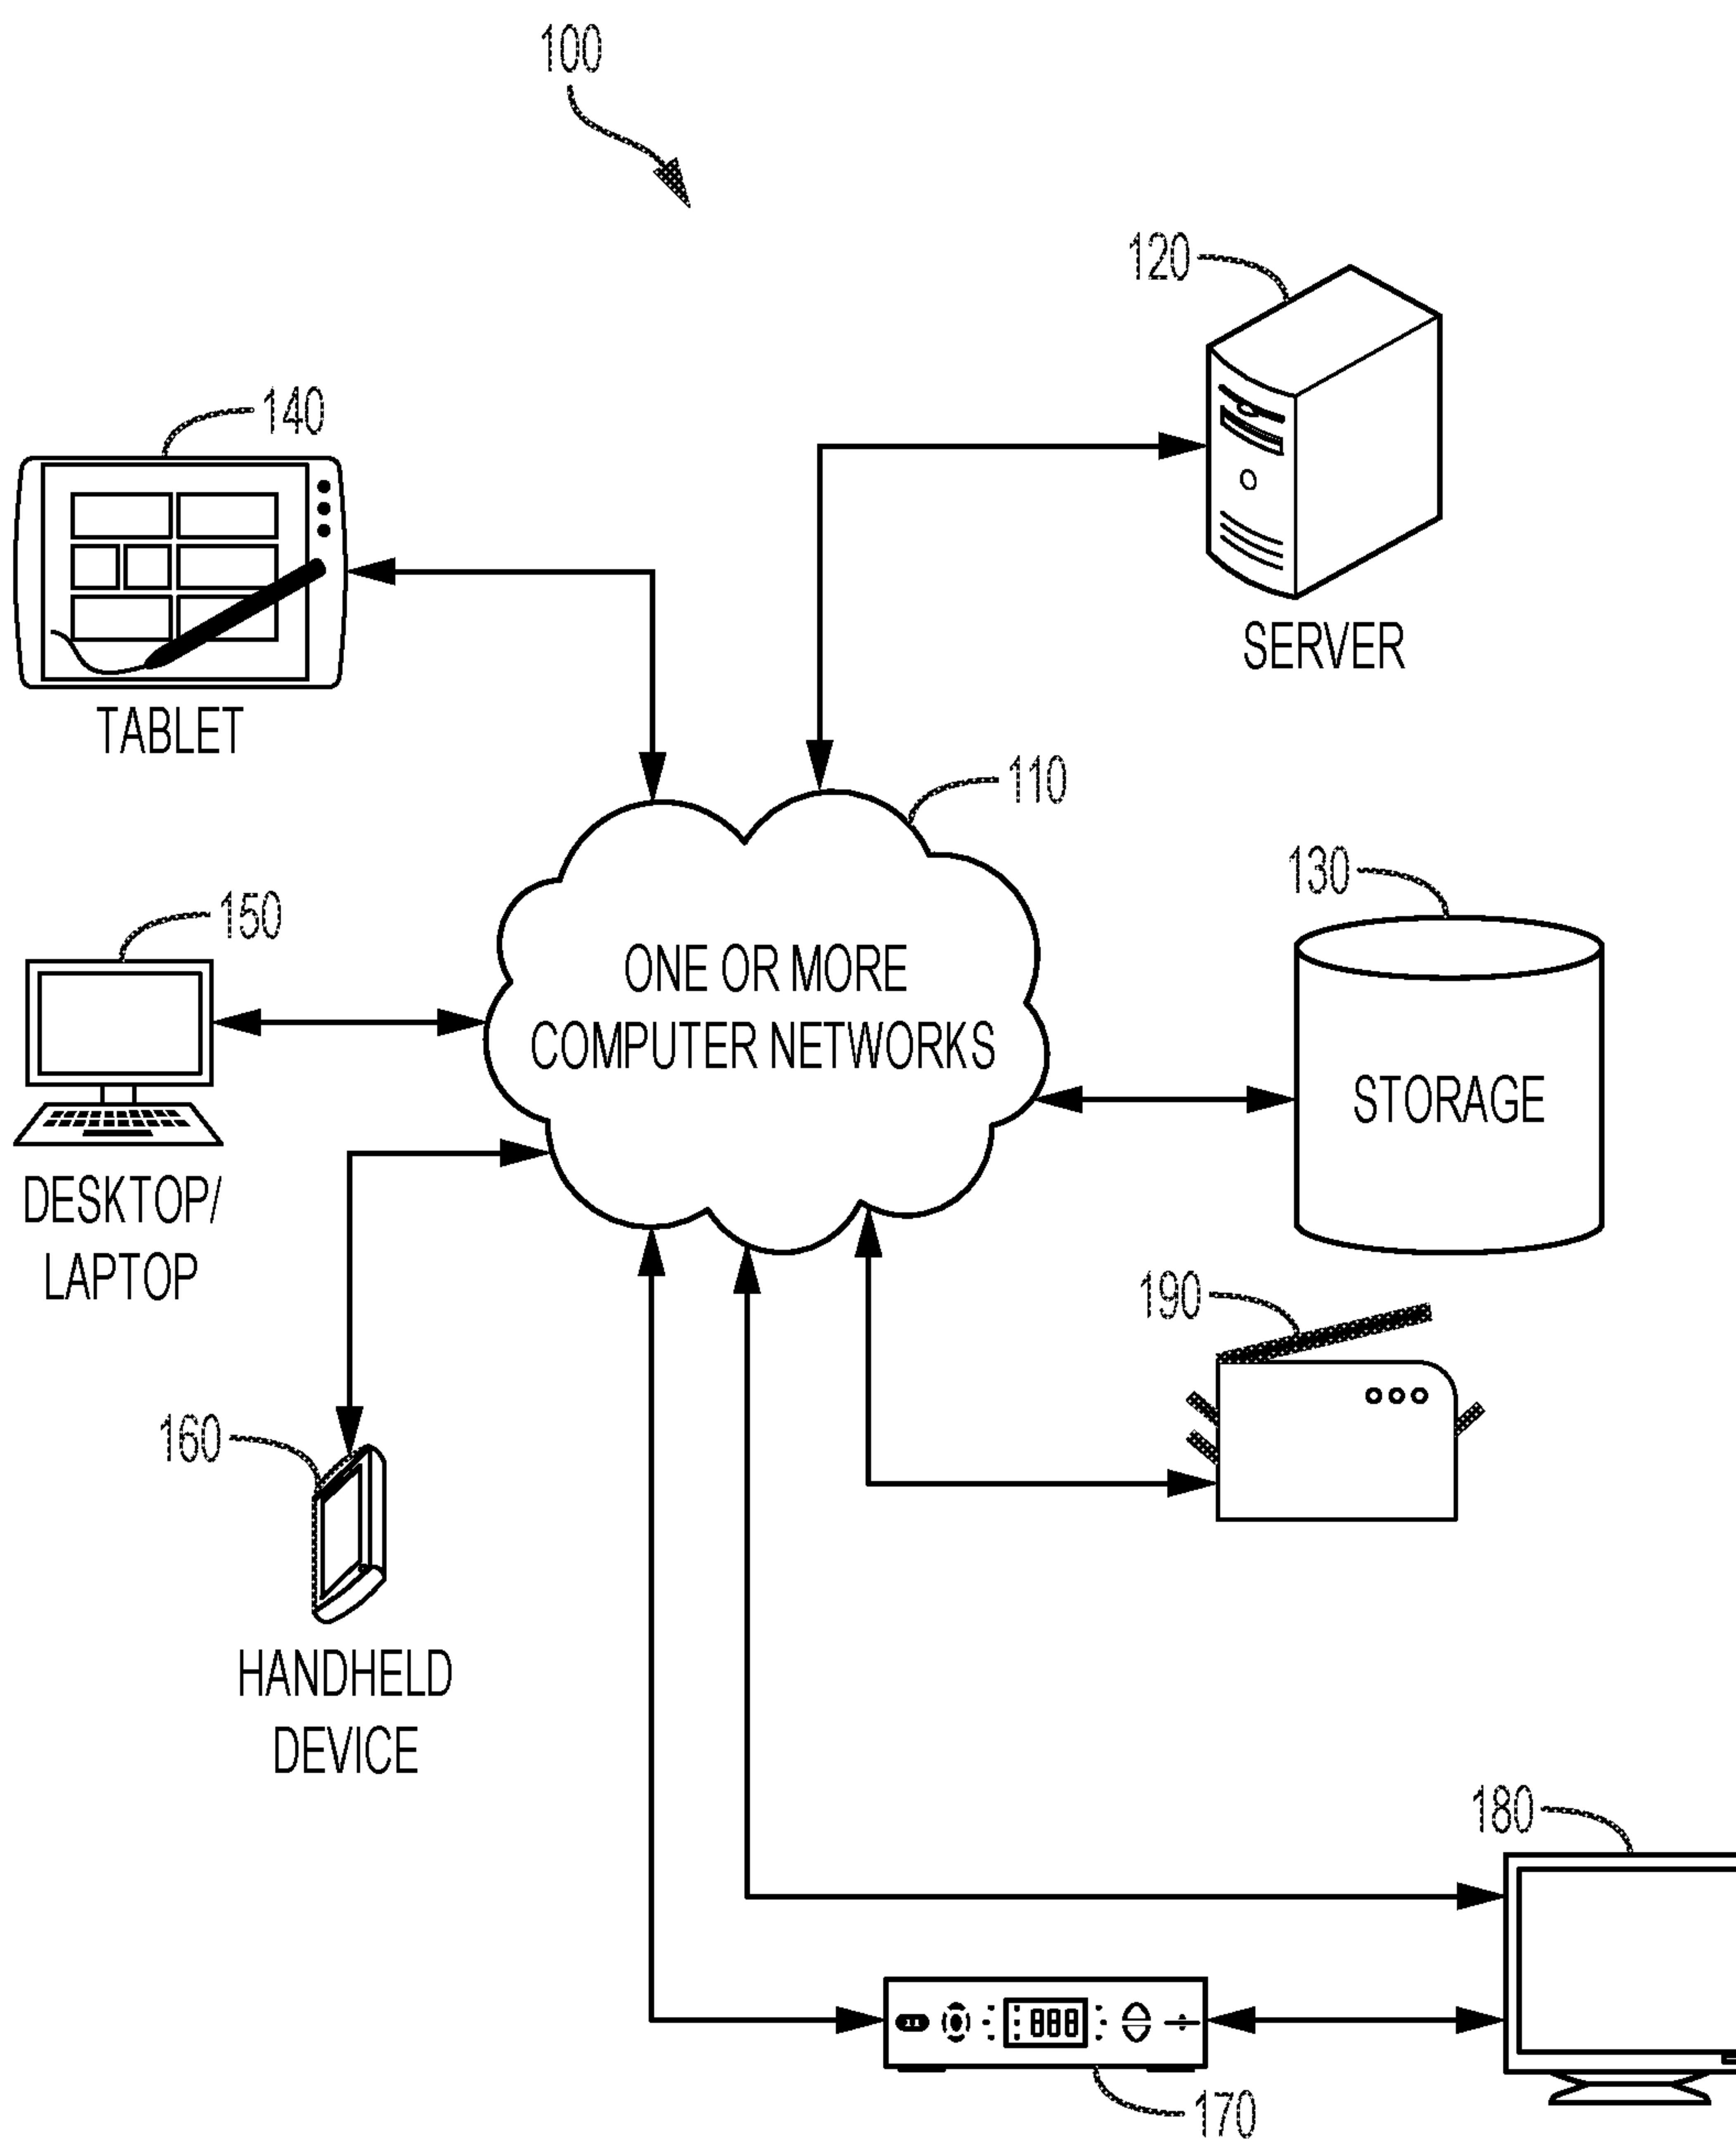 100
120
140
SERVER
TABLET
110
130
150
ONE OR MORE
COMPUTER NETWORKS
STORAGE
DESKTOP/
LAPTOP
190
160
HANDHELD
DEVICE
180
888
170